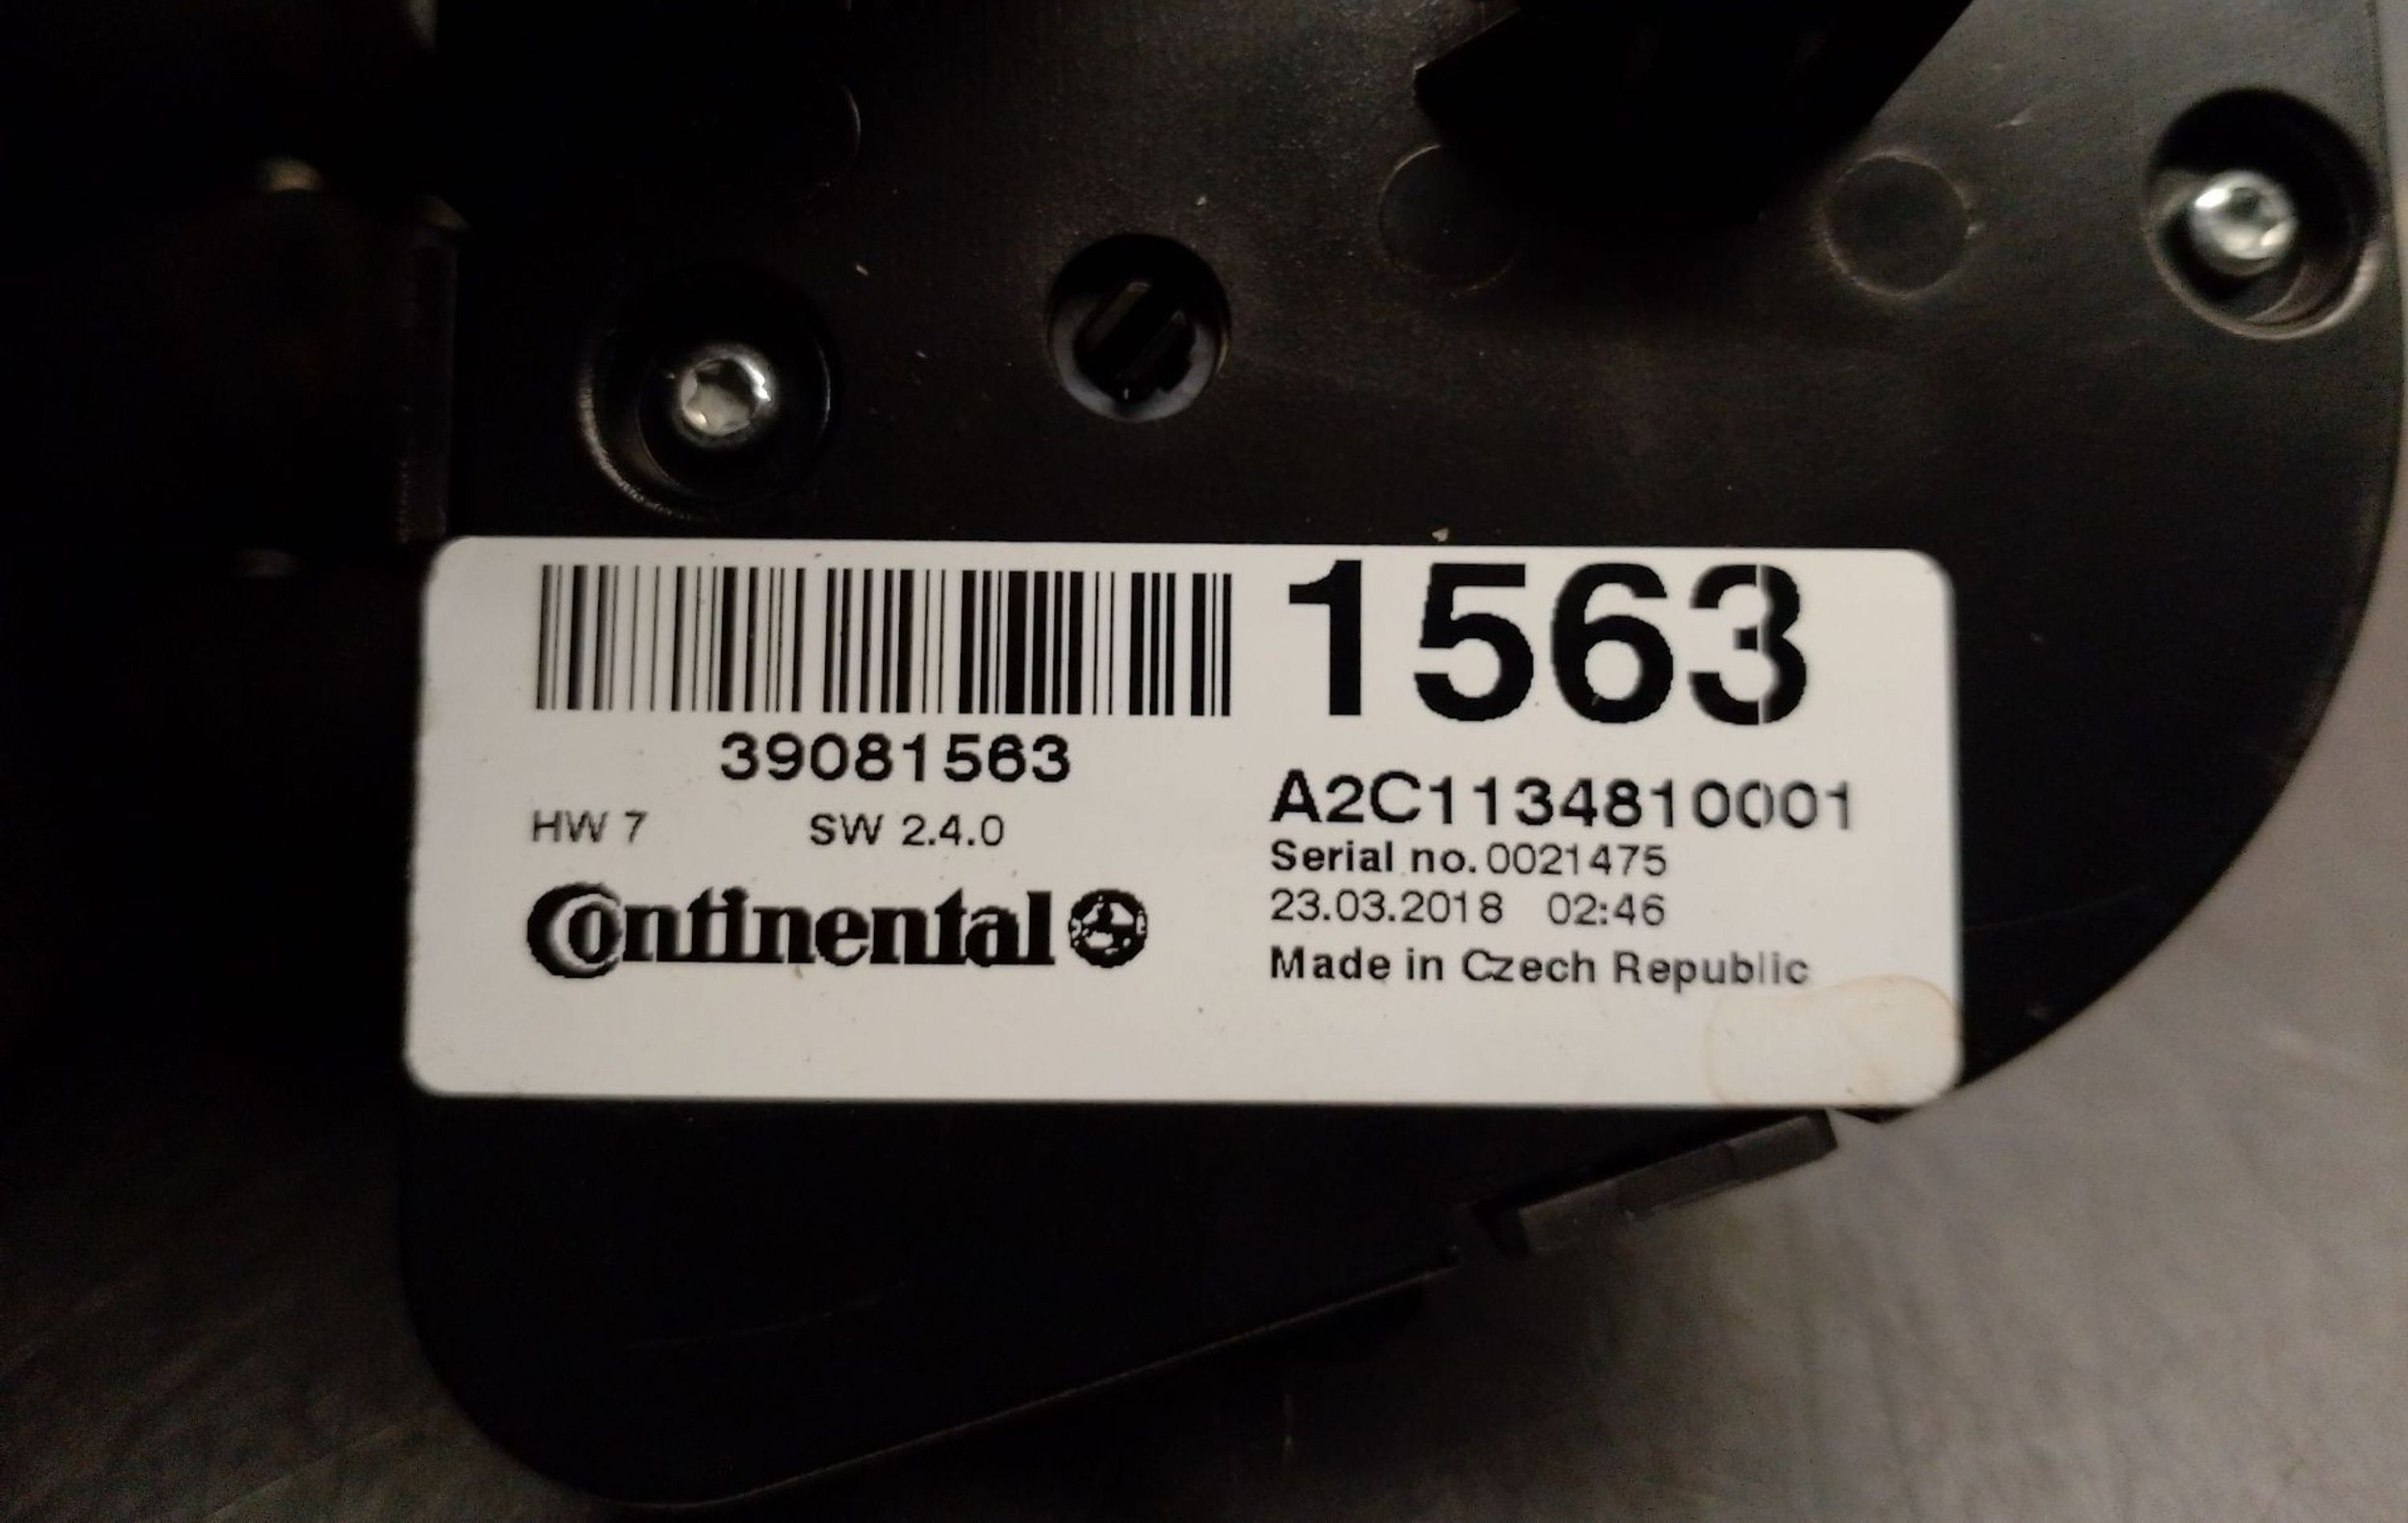 1563
39081563
A2C1134810001
HW 7 SW 2.4.0
Serial no. 0021475
Continental
23.03.2018 02:46
Made in Czech Republic